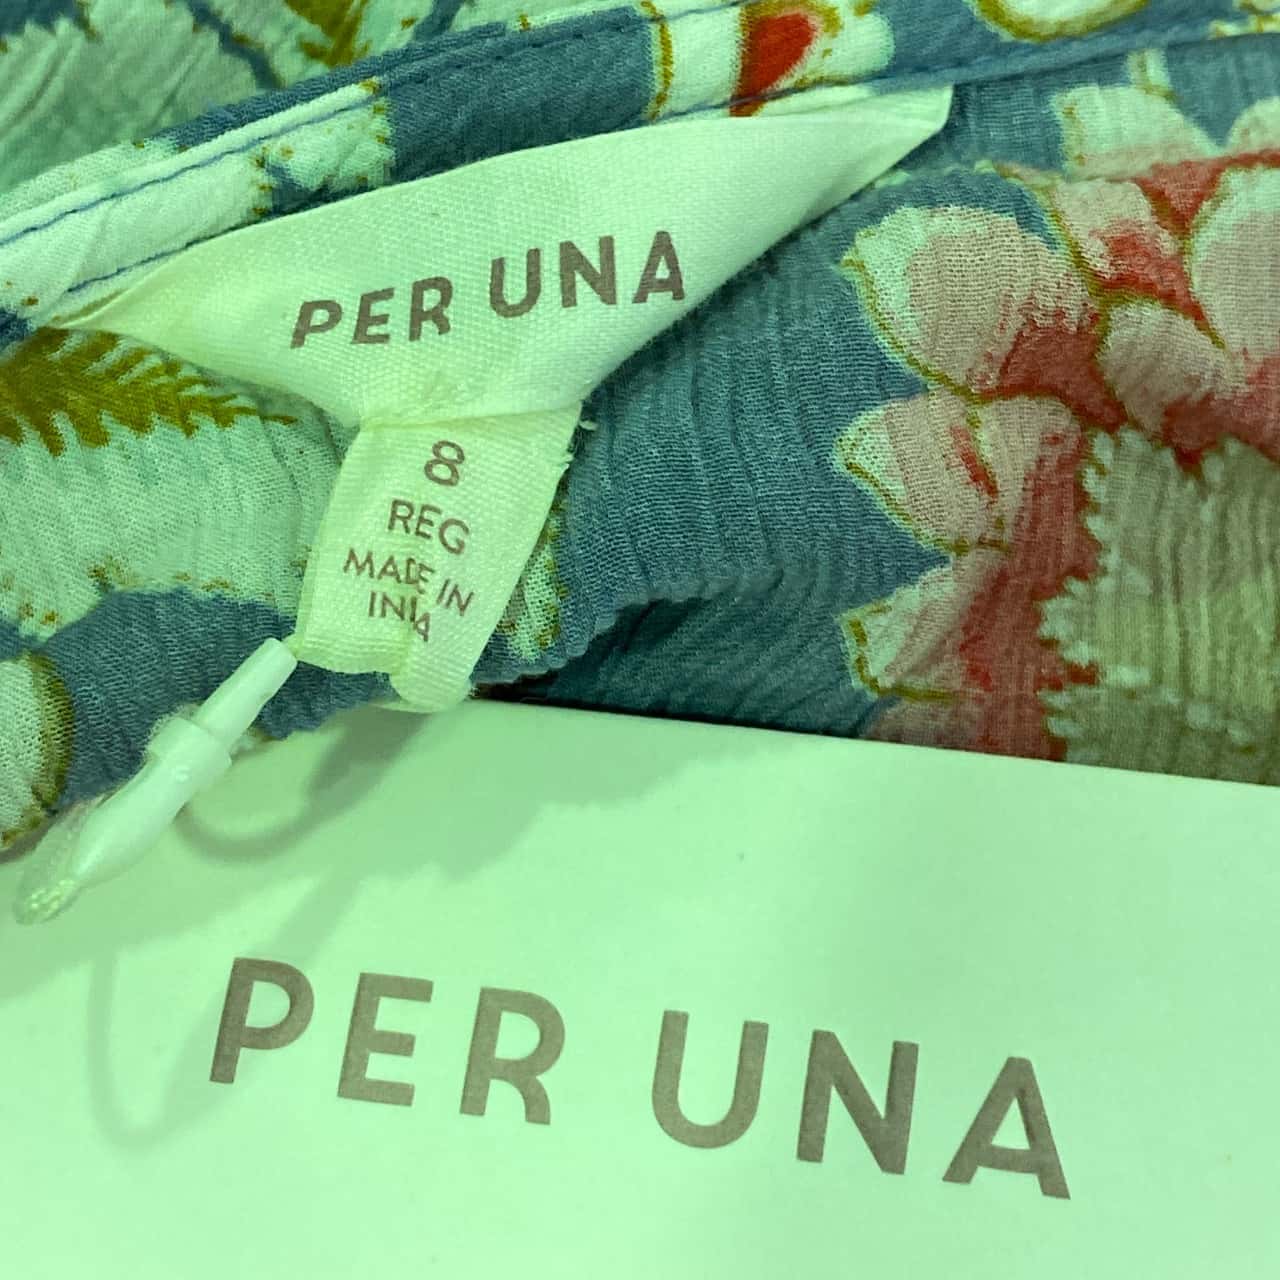 PER UNA
8
REG
MADE IN
INIA
PER UNA